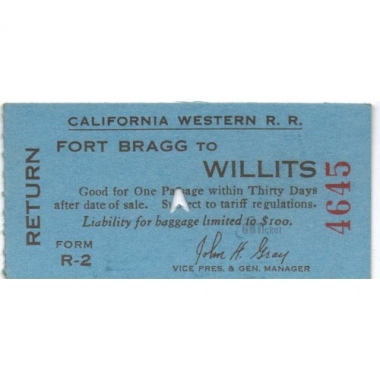 CALIFORNIA WESTERN R. R.
FORT BRAGG TO
WILLITS
Good for One Passage within Thirty Days
after date of sale. Subject to tariff regulations.
Liability for baggage limited to $100.
RETURN
FORM
R-2
John H. Gray
VICE PRES. & GEN. MANAGER
4645